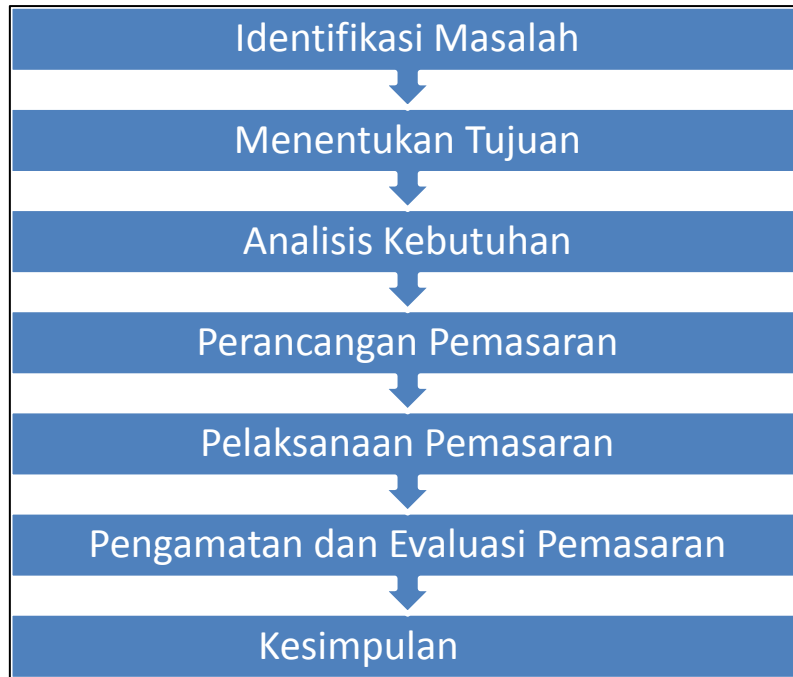 Identifikasi Masalah
Menentukan Tujuan
Analisis Kebutuhan
Perancangan Pemasaran
Pelaksanaan Pemasaran
Pengamatan dan Evaluasi Pemasaran
Kesimpulan